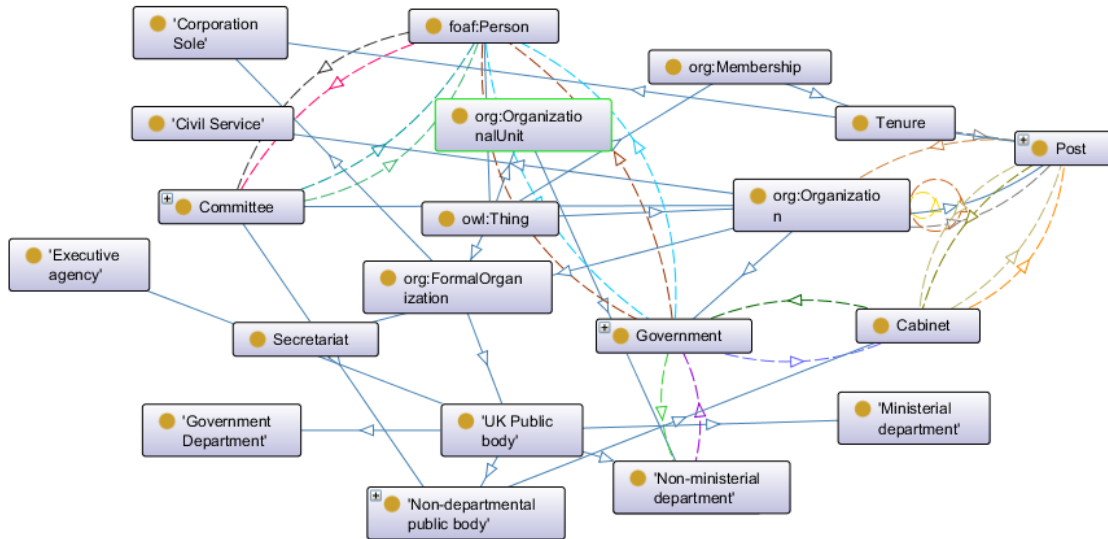 'Corporation
Sole'
foaf:Person
org:Membership
'Civil Service'
org:Organizatio
nalUnit
Tenure
Post
Committee
owl:Thing
org:Organizatio
n
'Executive
agency'
org:FormalOrgan
ization
Secretariat
Government
Cabinet
'Government
Department'
'UK Public
body'
'Ministerial
department'
'Non-departmental
public body'
'Non-ministerial
department'